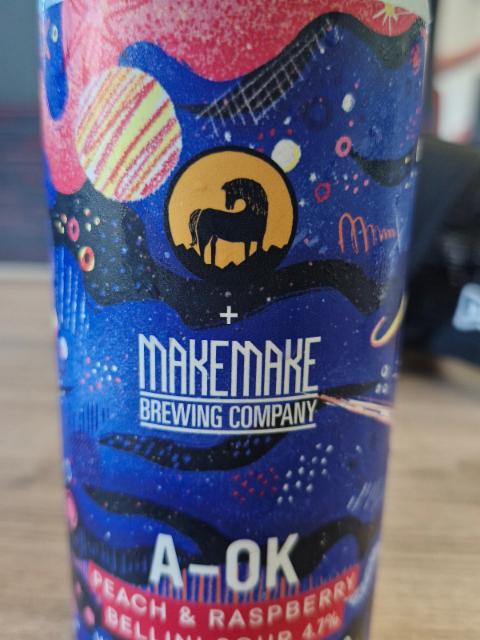 +
MAKEMAKE
BREWING COMPANY
A-OK
PEACH & RASPBERRY
BELLINI SOUR 4.7%